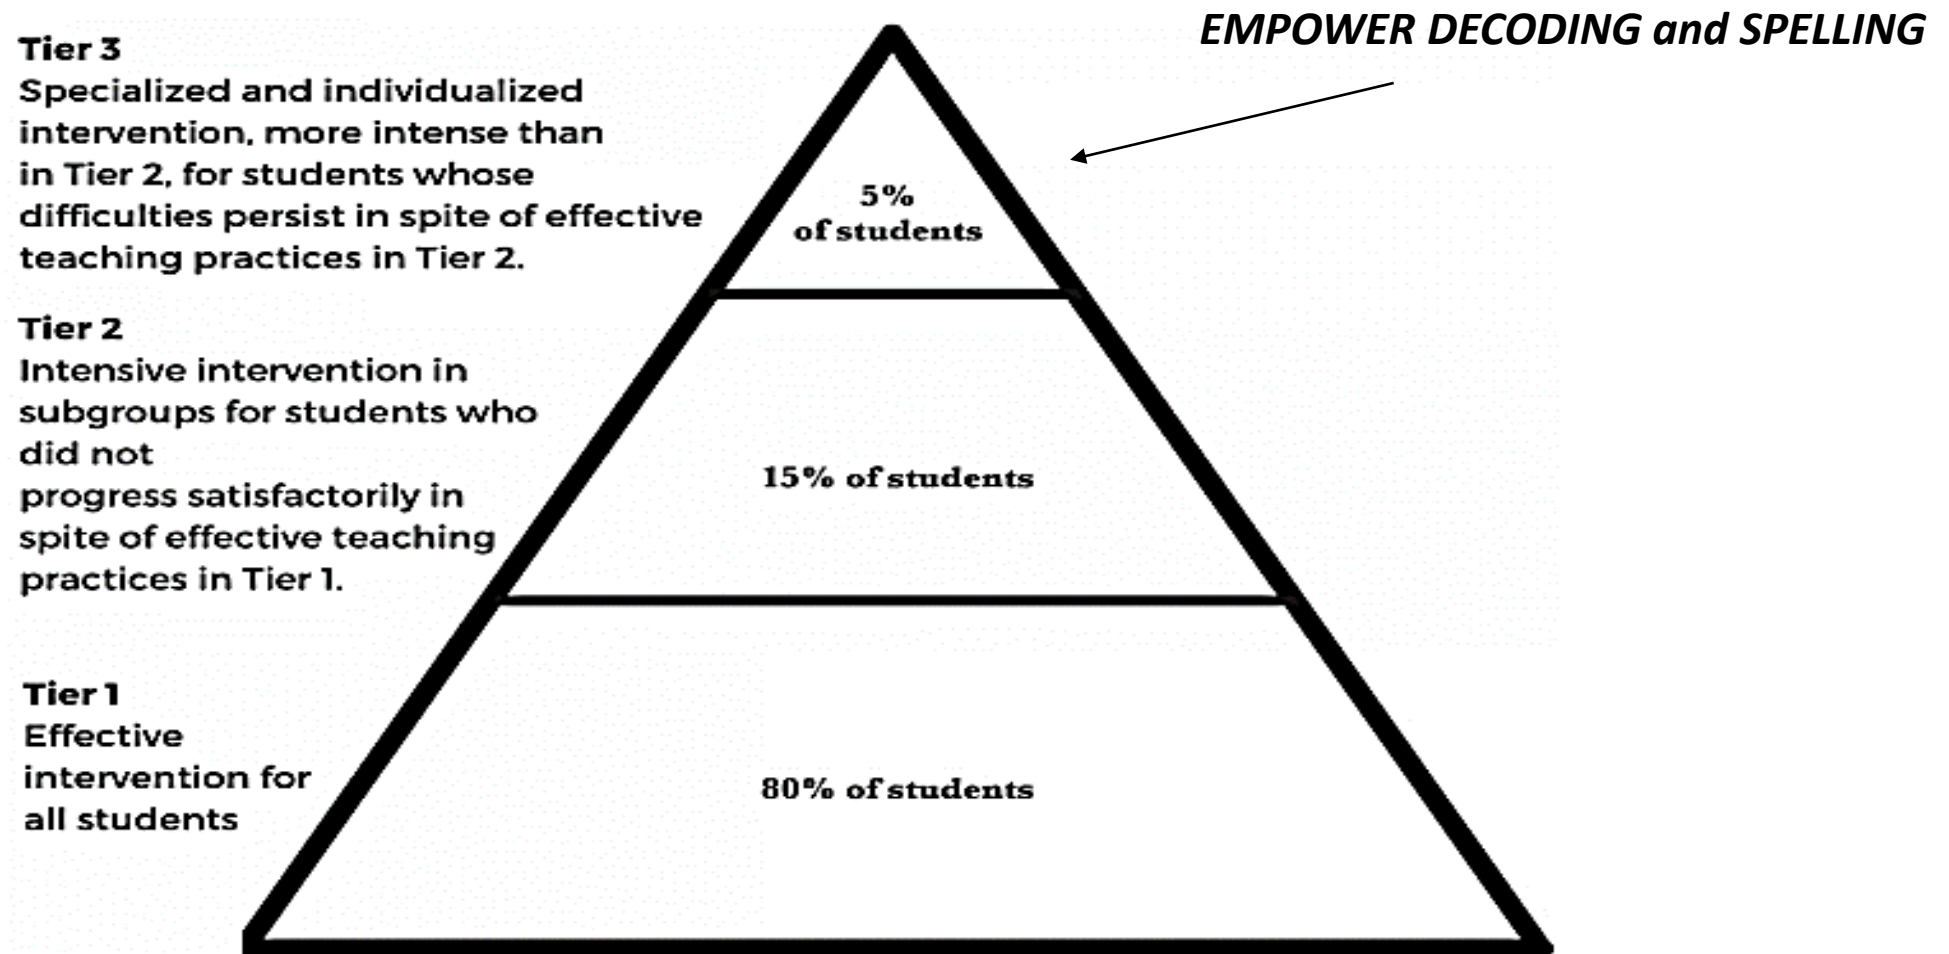 EMPOWER DECODING and SPELLING
Tier 3
Specialized and individualized
intervention, more intense than
in Tier 2, for students whose
difficulties persist in spite of effective
teaching practices in Tier 2.
5%
of students
Tier 2
Intensive intervention in
subgroups for students who
did not
progress satisfactorily in
spite of effective teaching
practices in Tier 1.
15% of students
Tier 1
Effective
intervention for
all students
80% of students